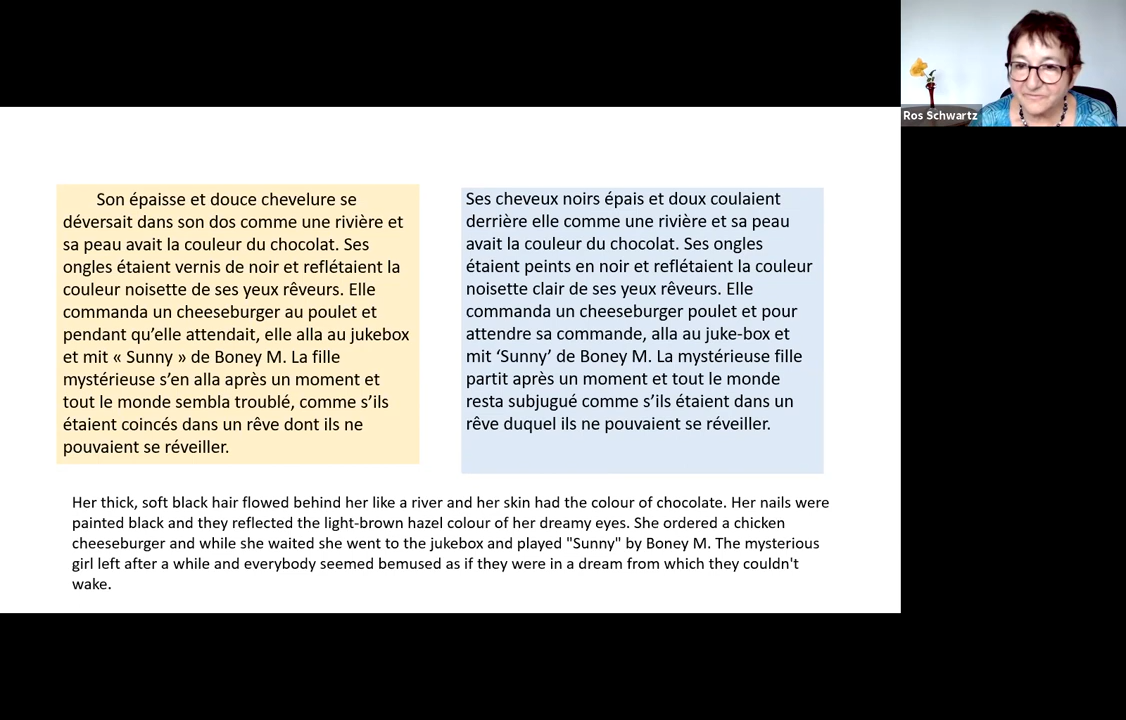 Ros Schwartz
Son épaisse et douce chevelure se
déversait dans son dos comme une rivière et
sa peau avait la couleur du chocolat. Ses
ongles étaient vernis de noir et reflétaient la
couleur noisette de ses yeux rêveurs. Elle
commanda un cheeseburger au poulet et
pendant qu’elle attendait, elle alla au jukebox
et mit « Sunny » de Boney M. La fille
mystérieuse s’en alla après un moment et
tout le monde sembla troublé, comme s’ils
étaient coincés dans un rêve dont ils ne
pouvaient se réveiller.
Ses cheveux noirs épais et doux coulaient
derrière elle comme une rivière et sa peau
avait la couleur du chocolat. Ses ongles
étaient peints en noir et reflétaient la couleur
noisette clair de ses yeux rêveurs. Elle
commanda un cheeseburger poulet et pour
attendre sa commande, alla au juke-box et
mit ‘Sunny’ de Boney M. La mystérieuse fille
partit après un moment et tout le monde
resta subjugué comme s’ils étaient dans un
rêve duquel ils ne pouvaient se réveiller.
Her thick, soft black hair flowed behind her like a river and her skin had the colour of chocolate. Her nails were
painted black and they reflected the light-brown hazel colour of her dreamy eyes. She ordered a chicken
cheeseburger and while she waited she went to the jukebox and played "Sunny" by Boney M. The mysterious
girl left after a while and everybody seemed bemused as if they were in a dream from which they couldn't
wake.